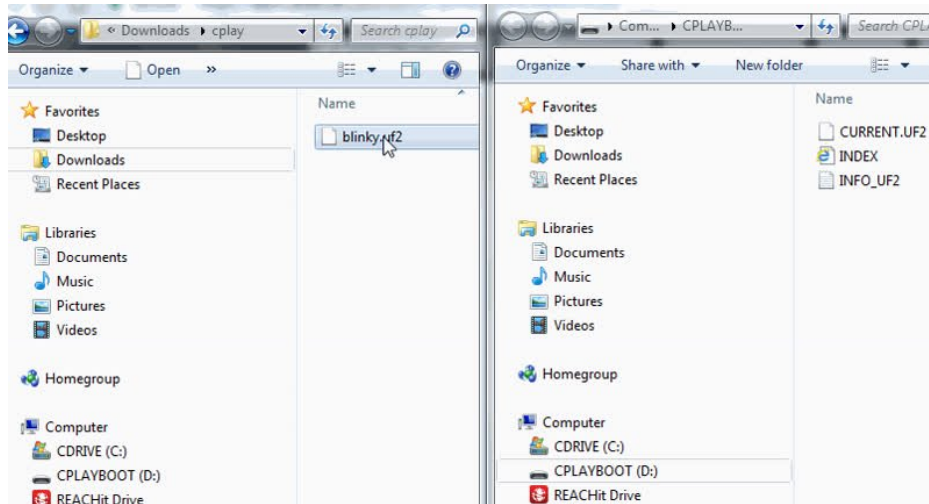 « Downloads › cplay
Search cplay
Organize
Open
»
Favorites
Desktop
Downloads
Recent Places
Libraries
Documents
Music
Pictures
Videos
Homegroup
Computer
CDRIVE (C:)
CPLAYBOOT (D:)
REACHit Drive
Name
blinky.uf2
Com... › CPLAYB...
Search CPLA
Organize
Share with
New folder
Favorites
Desktop
Downloads
Recent Places
Libraries
Documents
Music
Pictures
Videos
Homegroup
Computer
CDRIVE (C:)
CPLAYBOOT (D:)
REACHit Drive
Name
CURRENT.UF2
INDEX
INFO_UF2